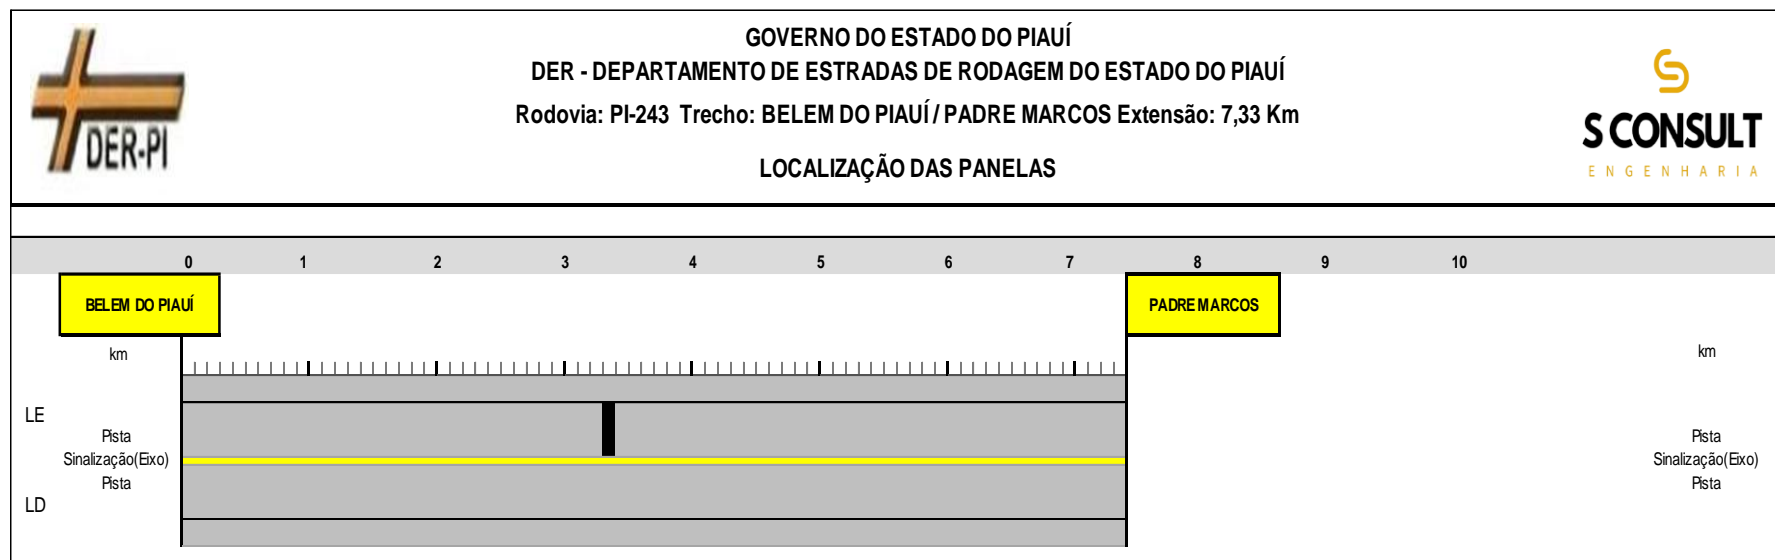 DER-PI
GOVERNO DO ESTADO DO PIAUÍ
DER - DEPARTAMENTO DE ESTRADAS DE RODAGEM DO ESTADO DO PIAUÍ
Rodovia: PI-243 Trecho: BELEM DO PIAUÍ / PADRE MARCOS Extensão: 7,33 Km
LOCALIZAÇÃO DAS PANELAS
S CONSULT
ENGENHARIA
0 1 2 3 4 5 6 7 8 9 10
BELEM DO PIAUÍ PADRE MARCOS
km km
LE
Pista Pista
Sinalização(Eixo) Sinalização(Eixo)
Pista Pista
LD